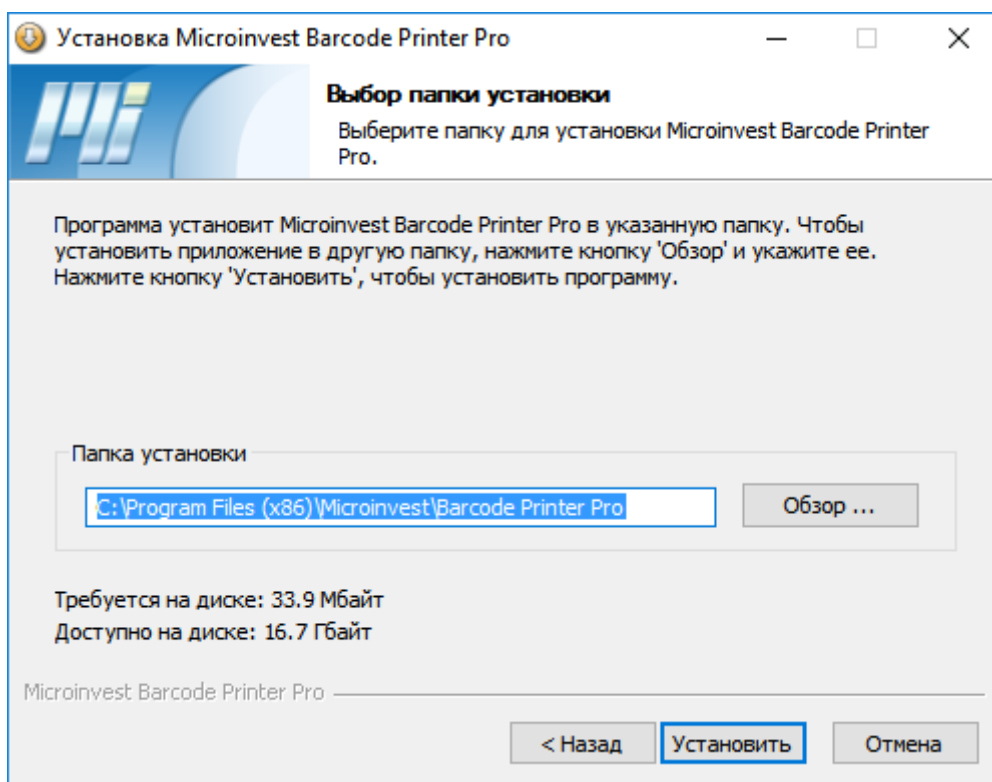 Установка Microinvest Barcode Printer Pro
Mi
Выбор папки установки
Выберите папку для установки Microinvest Barcode Printer
Pro.
Программа установит Microinvest Barcode Printer Pro в указанную папку. Чтобы
установить приложение в другую папку, нажмите кнопку 'Обзор' и укажите ее.
Нажмите кнопку 'Установить', чтобы установить программу.
Папка установки
C:\Program Files (x86)\Microinvest\Barcode Printer Pro
Обзор ...
Требуется на диске: 33.9 Мбайт
Доступно на диске: 16.7 Гбайт
Microinvest Barcode Printer Pro
< Назад
Установить
Отмена